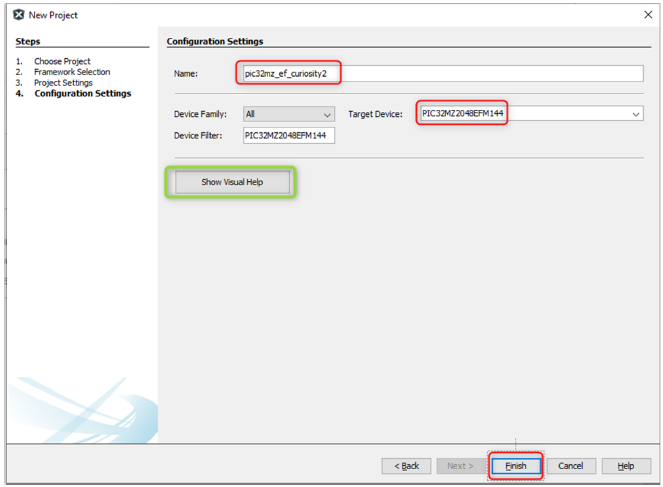 New Project
Steps
1. Choose Project
2. Framework Selection
3. Project Settings
4. Configuration Settings
Configuration Settings
Name: pic32mz_ef_curiosity2
Device Family: All Target Device: PIC32MZ2048EFM144
Device Filter: PIC32MZ2048EFM144
Show Visual Help
< Back Next > Finish Cancel Help